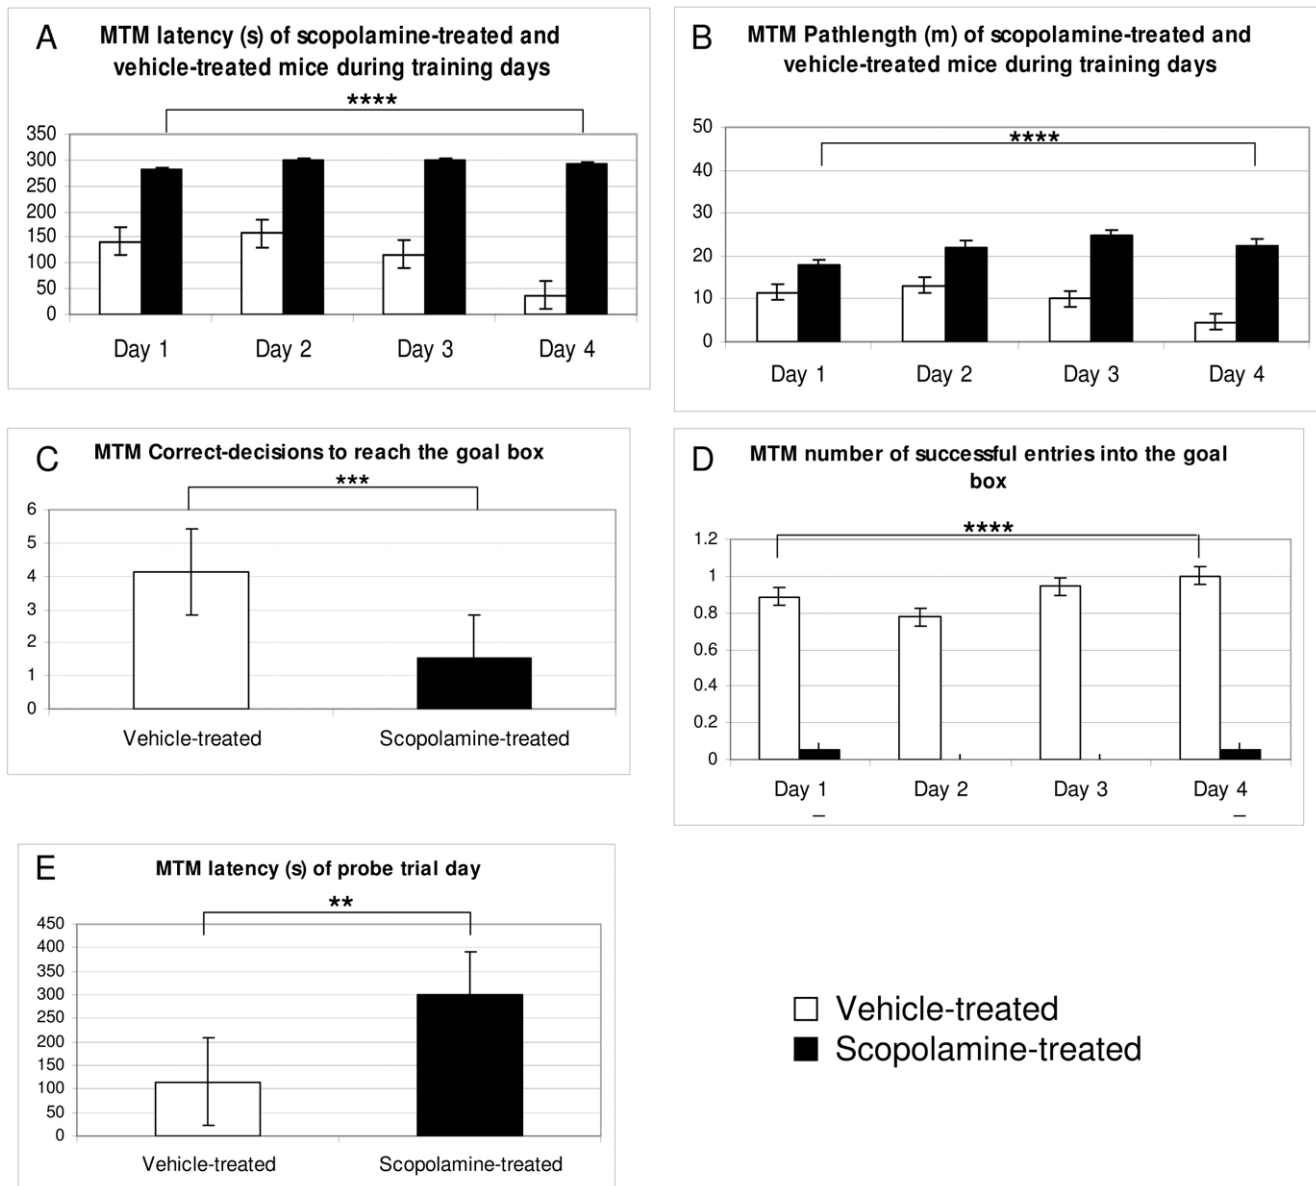 A
MTM latency (s) of scopolamine-treated and
vehicle-treated mice during training days
****
350
300
250
200
150
100
50
0
Day 1 Day 2 Day 3 Day 4
B
MTM Pathlength (m) of scopolamine-treated and
vehicle-treated mice during training days
****
50
40
30
20
10
0
Day 1 Day 2 Day 3 Day 4
C
MTM Correct-decisions to reach the goal box
***
6
5
4
3
2
1
0
Vehicle-treated Scopolamine-treated
D
MTM number of successful entries into the goal
box
****
1.2
1
0.8
0.6
0.4
0.2
0
Day 1 Day 2 Day 3 Day 4
E
MTM latency (s) of probe trial day
**
450
400
350
300
250
200
150
100
50
0
Vehicle-treated Scopolamine-treated
Vehicle-treated
Scopolamine-treated